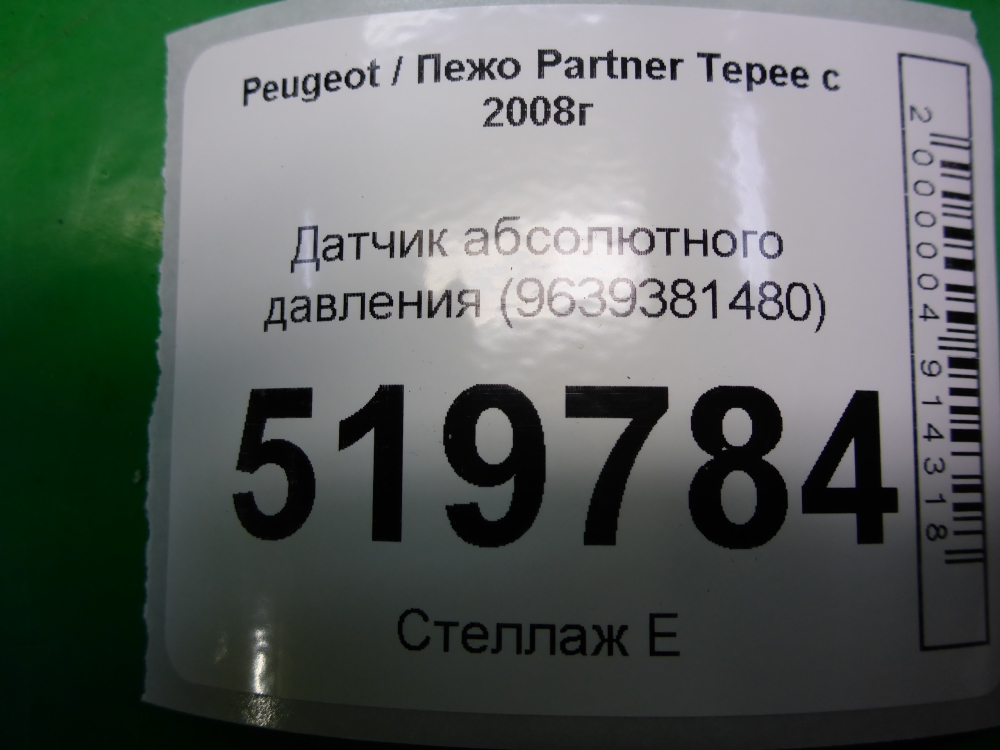 Peugeot / Пежо Partner Tepee с
2008г
Датчик абсолютного
давления (9639381480)
519784
Стеллаж Е
2000004914318